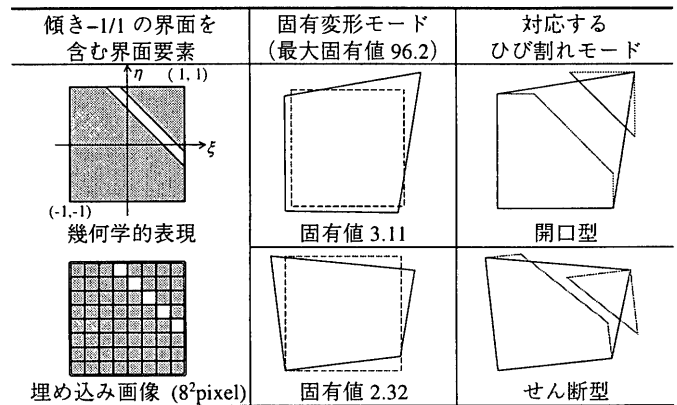 傾き–1/1 の界面を
含む界面要素
固有変形モード
(最大固有値 96.2)
対応する
ひび割れモード
η
(1, 1)
ξ
(-1,-1)
幾何学的表現
固有値 3.11
開口型
埋め込み画像 (8²pixel)
固有値 2.32
せん断型